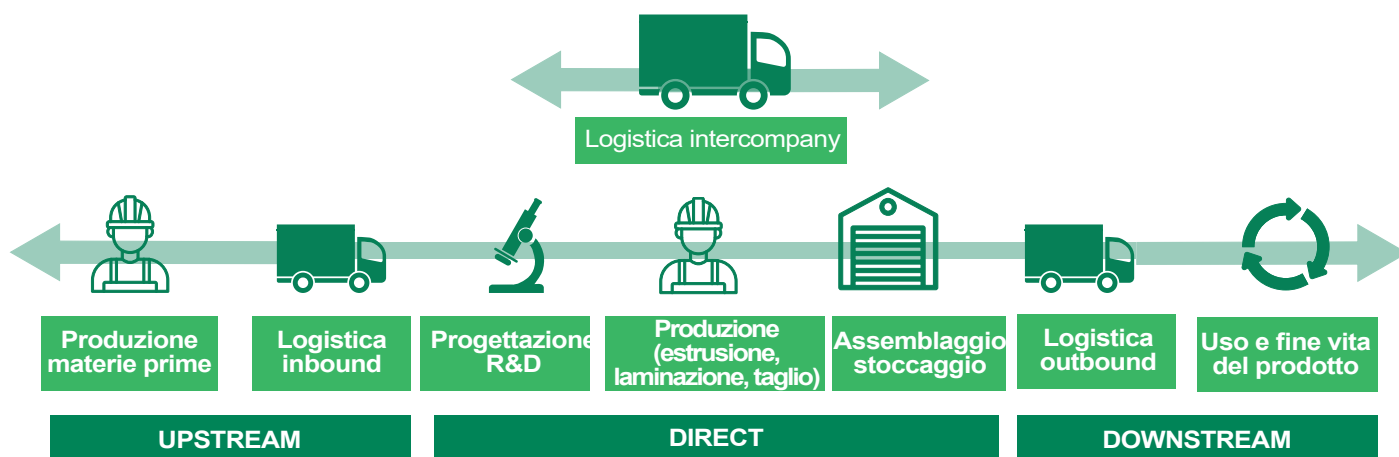 Logistica intercompany
Produzione
materie prime
Logistica
inbound
Progettazione
R&D
Produzione
(estrusione,
laminazione, taglio)
Assemblaggio
stoccaggio
Logistica
outbound
Uso e fine vita
del prodotto
UPSTREAM
DIRECT
DOWNSTREAM